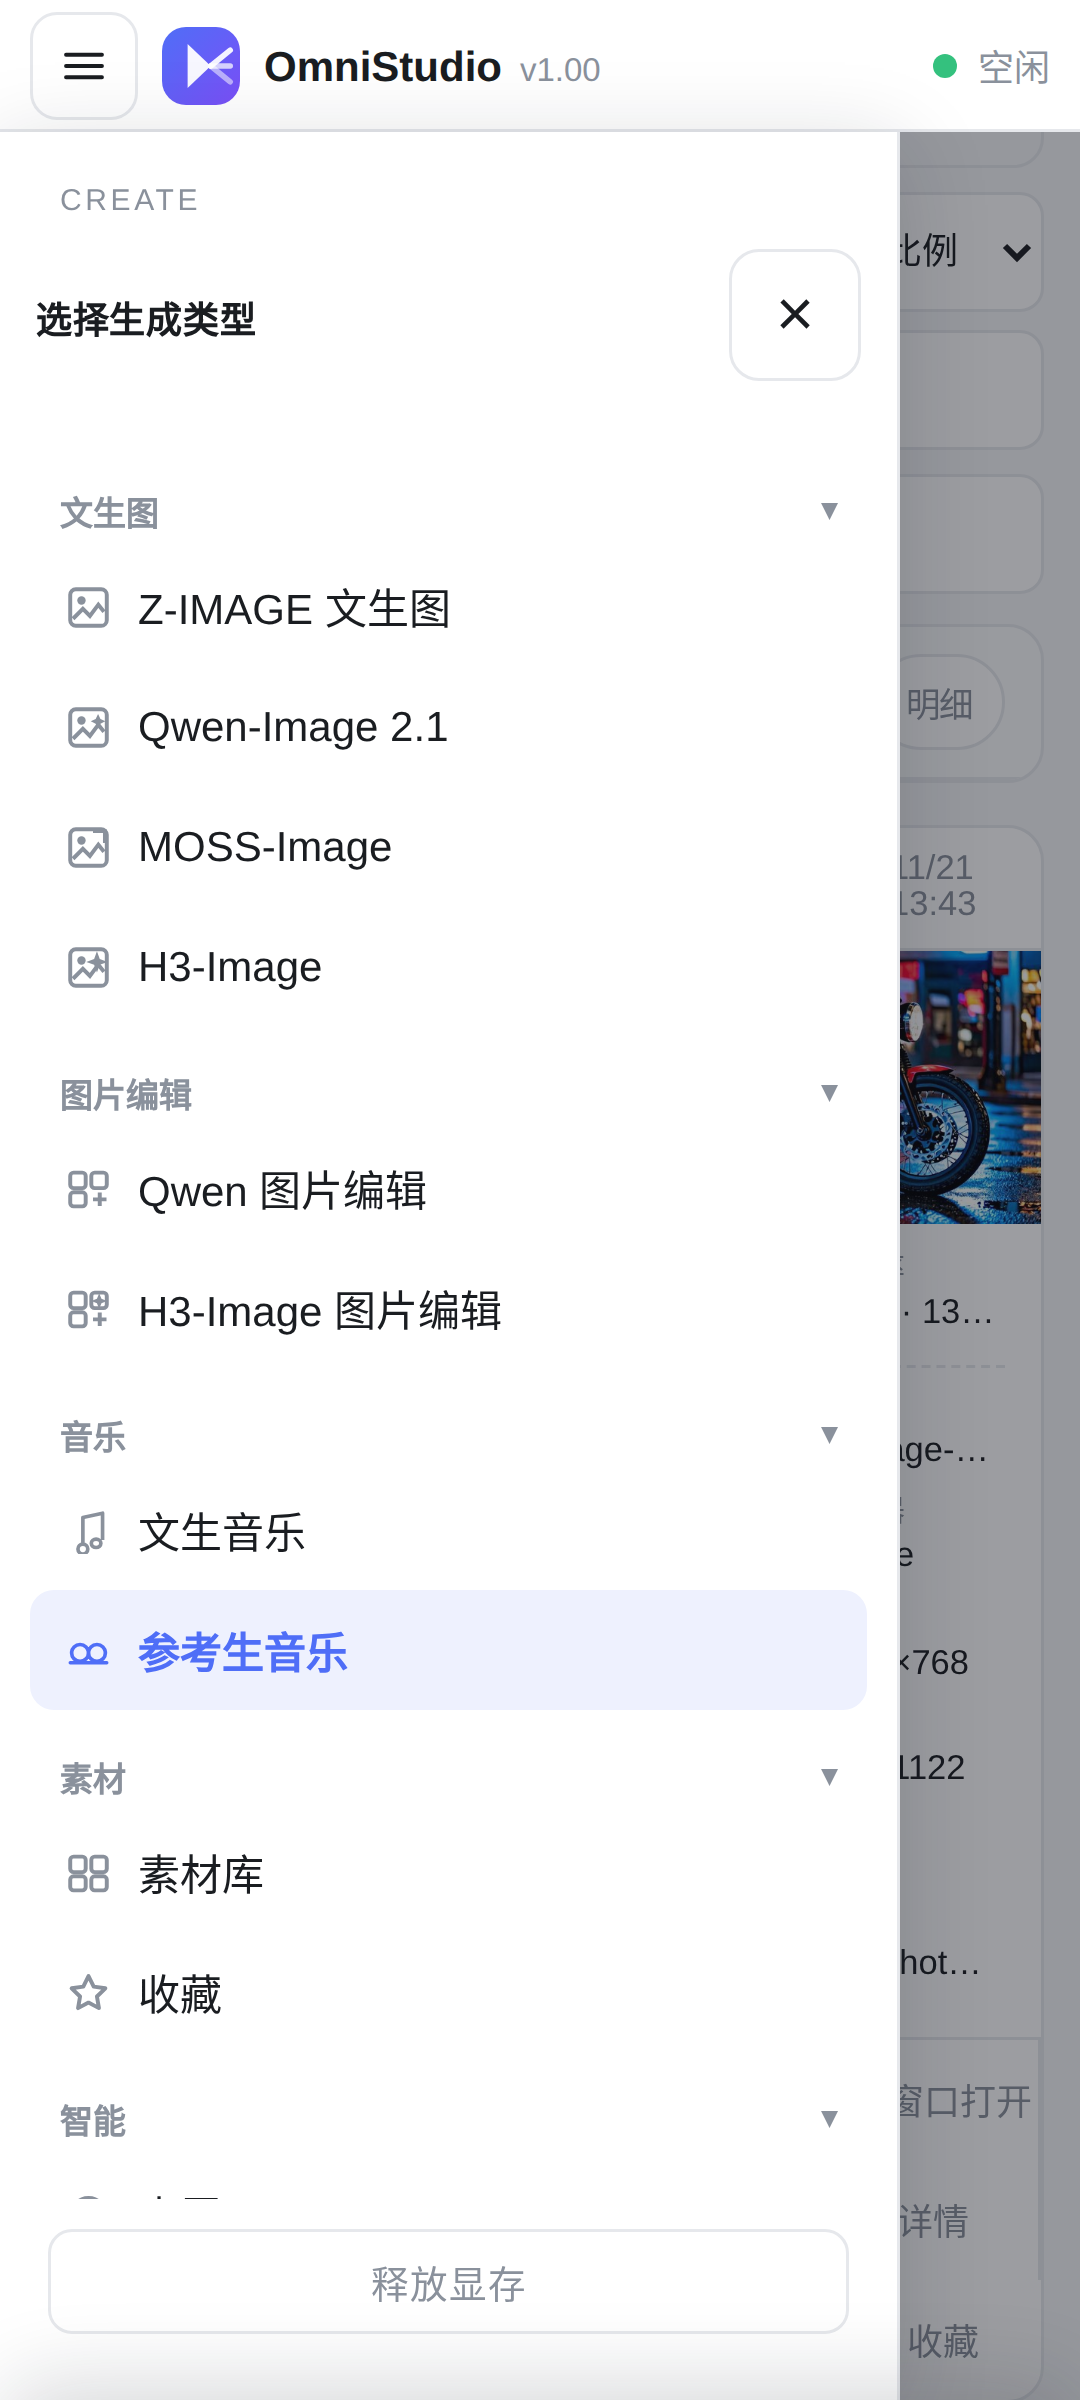 OmniStudio v1.00
空闲
CREATE
选择生成类型
文生图
Z-IMAGE 文生图
Qwen-Image 2.1
MOSS-Image
H3-Image
图片编辑
Qwen 图片编辑
H3-Image 图片编辑
音乐
文生音乐
参考生音乐
素材
素材库
收藏
智能
释放显存
比例
明细
11/21
13:43
· 13…
age-…
e
×768
1122
hot…
窗口打开
详情
收藏